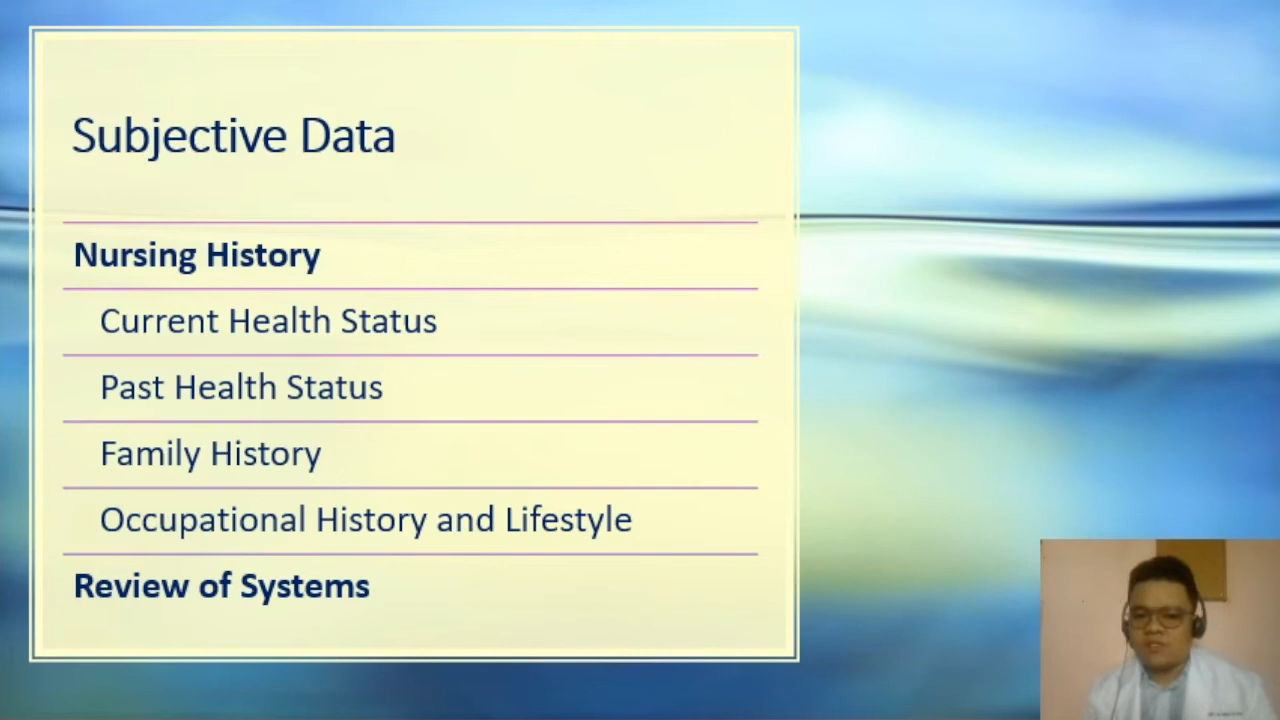 Subjective Data
Nursing History
Current Health Status
Past Health Status
Family History
Occupational History and Lifestyle
Review of Systems